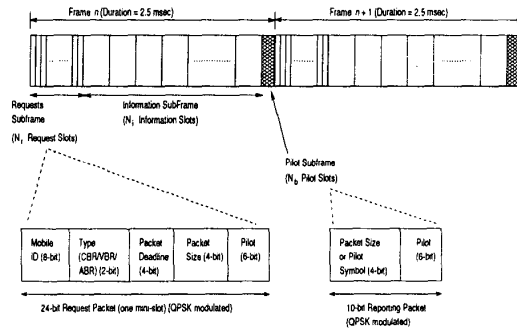 Frame n (Duration = 2.5 msec)
Frame n + 1 (Duration = 2.5 msec)
Requests
Subframe
(Nr Request Slots)
Information SubFrame
(Ni Information Slots)
Pilot Subframe
(Nb Pilot Slots)
Mobile
ID (8-bit)
Type
(CBR/VBR/
ABR) (2-bit)
Packet
Deadline
(4-bit)
Packet
Size (4-bit)
Pilot
(6-bit)
Packet Size
or Pilot
Symbol (4-bit)
Pilot
(6-bit)
24-bit Request Packet (one mini-slot) (QPSK modulated)
10-bit Reporting Packet
(QPSK modulated)